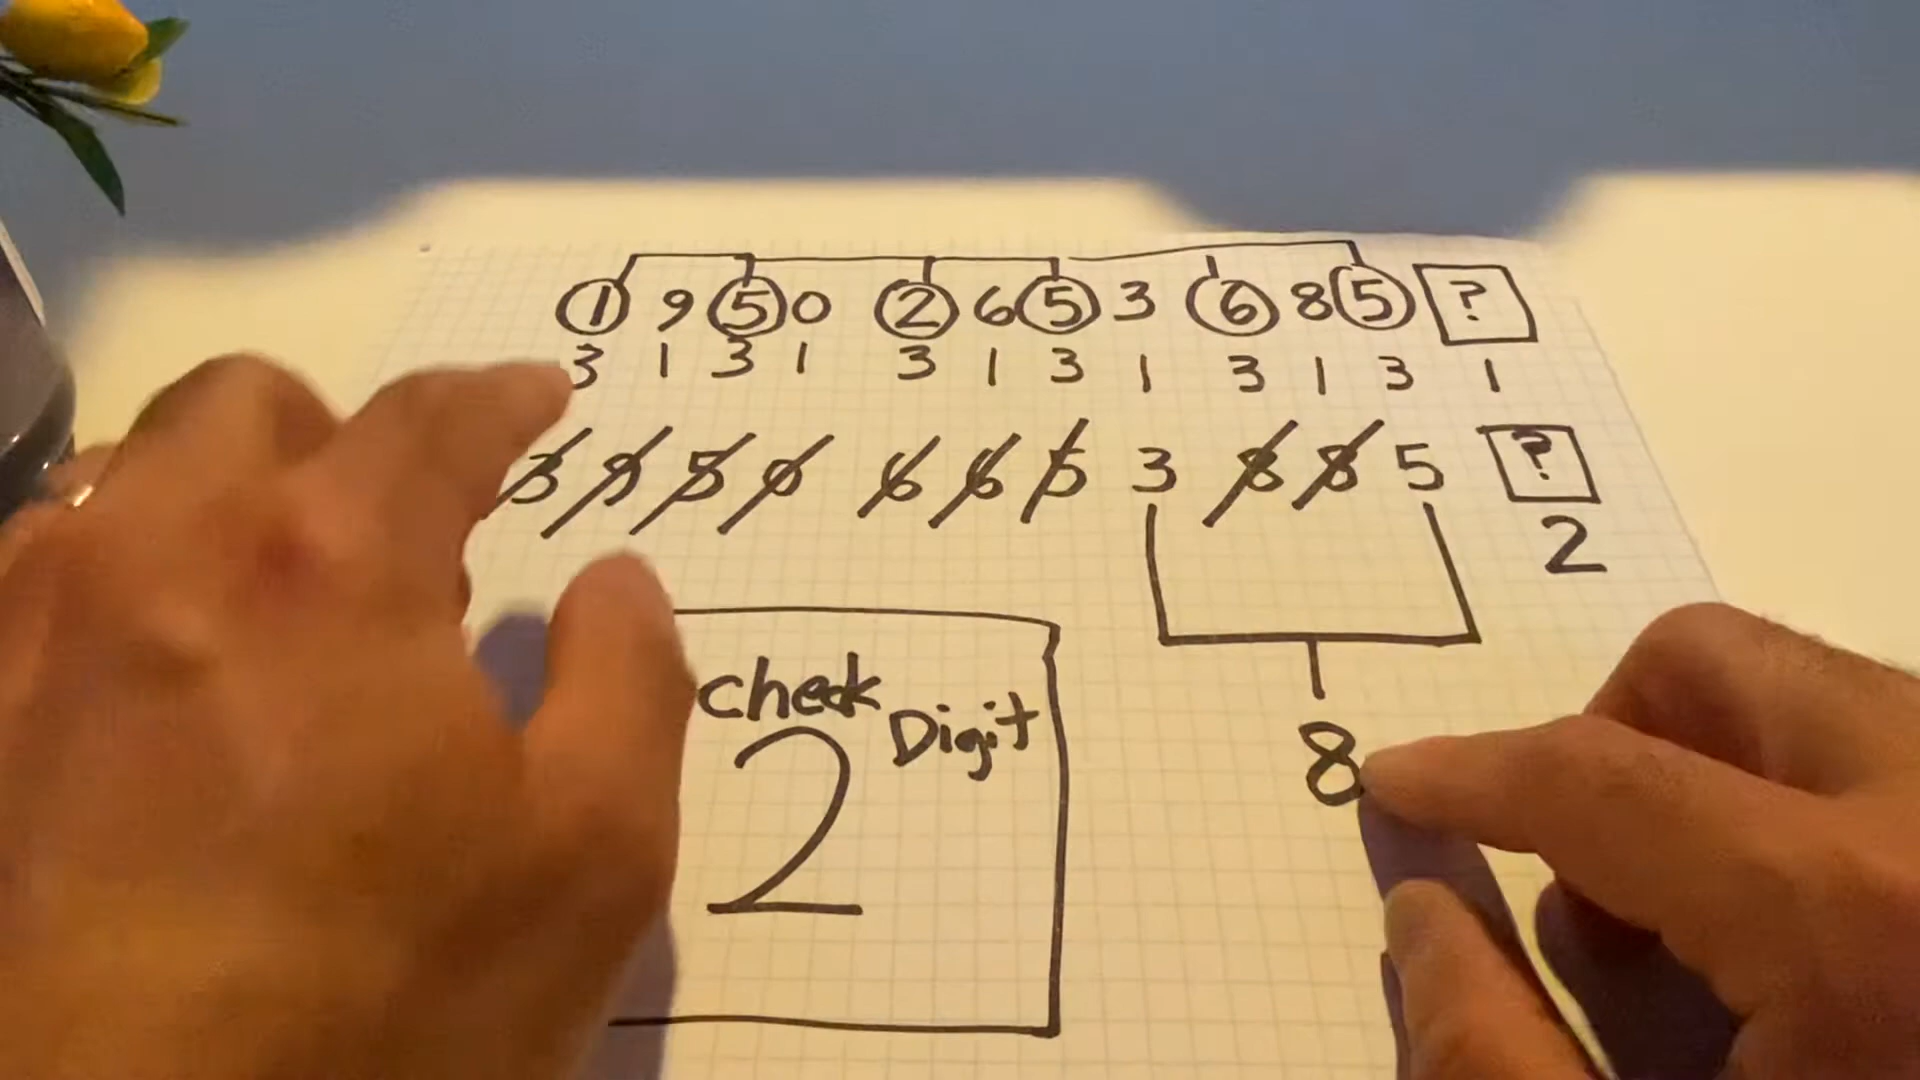 1 9 5 0 2 6 5 3 6 8 5 ?
3 1 3 1 3 1 3 1 3 1 3 1
3 9 5 0 6 6 5 3 8 8 5 ?
2
check Digit
2
8